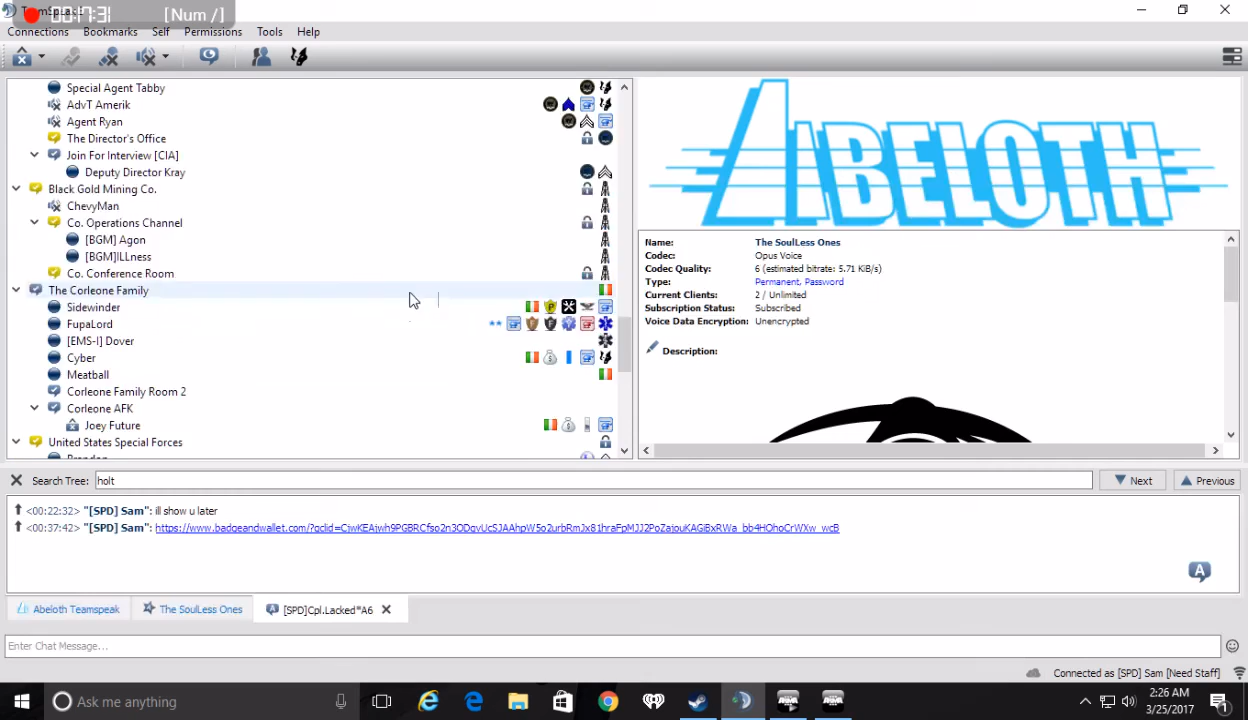 00:17:31 [Num /]
Connections Bookmarks Self Permissions Tools Help
Special Agent Tabby
AdvT Amerik
Agent Ryan
The Director's Office
Join For Interview [CIA]
Deputy Director Kray
Black Gold Mining Co.
ChevyMan
Co. Operations Channel
[BGM] Agon
[BGM]ILLness
Co. Conference Room
The Corleone Family
Sidewinder
FupaLord
[EMS-I] Dover
Cyber
Meatball
Corleone Family Room 2
Corleone AFK
Joey Future
United States Special Forces
Brandon
ABELOTH
Name: The SoulLess Ones
Codec: Opus Voice
Codec Quality: 6 (estimated bitrate: 5.71 KiB/s)
Type: Permanent, Password
Current Clients: 2 / Unlimited
Subscription Status: Subscribed
Voice Data Encryption: Unencrypted
Description:
Search Tree: holt Next Previous
<00:22:32> "[SPD] Sam": ill show u later
<00:37:42> "[SPD] Sam":
Abeloth Teamspeak The SoulLess Ones [SPD]Cpl.Lacked*A6
Enter Chat Message...
Connected as [SPD] Sam [Need Staff]
Ask me anything
2:26 AM
3/25/2017